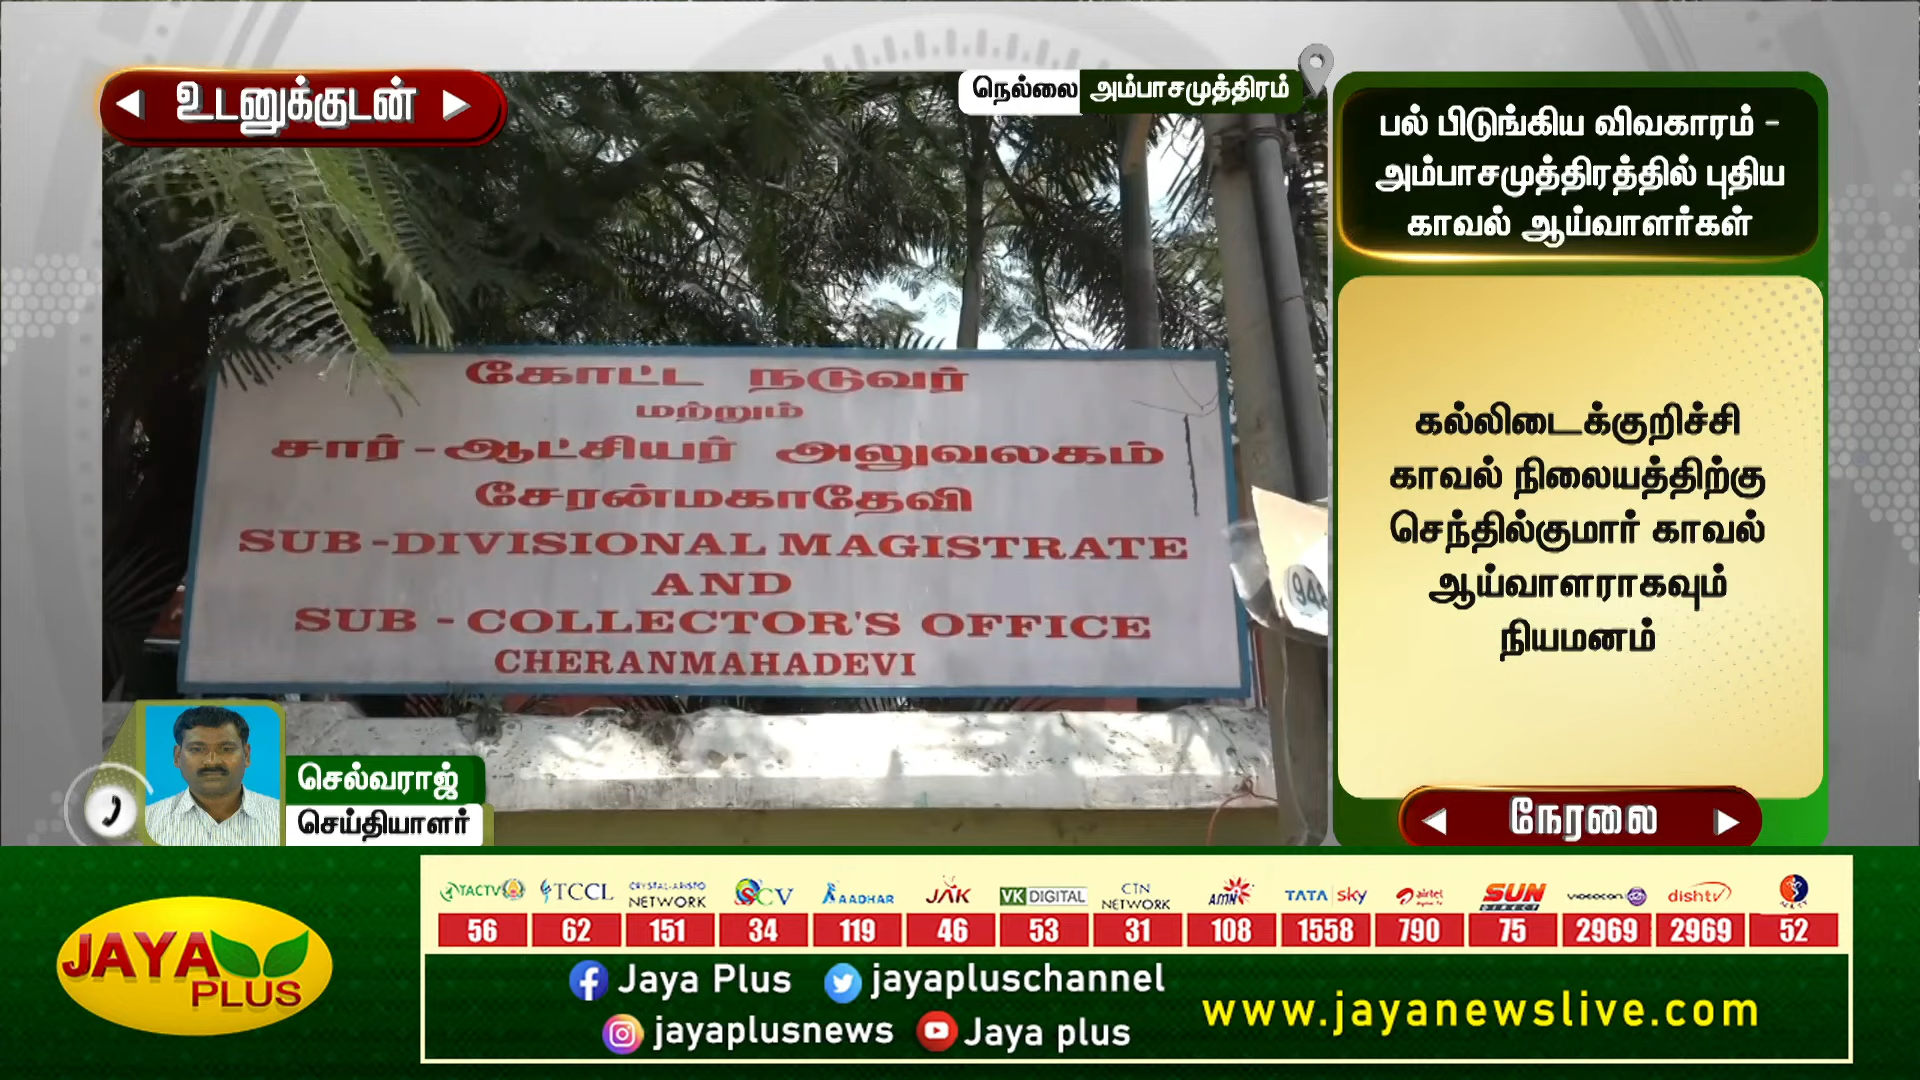 உடனுக்குடன்
நெல்லை அம்பாசமுத்திரம்
பல் பிடுங்கிய விவகாரம் -
அம்பாசமுத்திரத்தில் புதிய
காவல் ஆய்வாளர்கள்
கோட்ட நடுவர்
மற்றும்
சார்-ஆட்சியர் அலுவலகம்
சேரன்மகாதேவி
SUB-DIVISIONAL MAGISTRATE
AND
SUB - COLLECTOR'S OFFICE
CHERANMAHADEVI
948
கல்லிடைக்குறிச்சி
காவல் நிலையத்திற்கு
செந்தில்குமார் காவல்
ஆய்வாளராகவும்
நியமனம்
நேரலை
செல்வராஜ்
செய்தியாளர்
JAYA
PLUS
TACTV TCCL CRYSTAL-ARISTO NETWORK SCV AADHAR JAK VK DIGITAL CTN NETWORK AMN TATA sky airtel SUN DIRECT VIDEOCON dishtv
56 62 151 34 119 46 53 31 108 1558 790 75 2969 2969 52
Jaya Plus jayapluschannel
jayaplusnews Jaya plus
www.jayanewslive.com